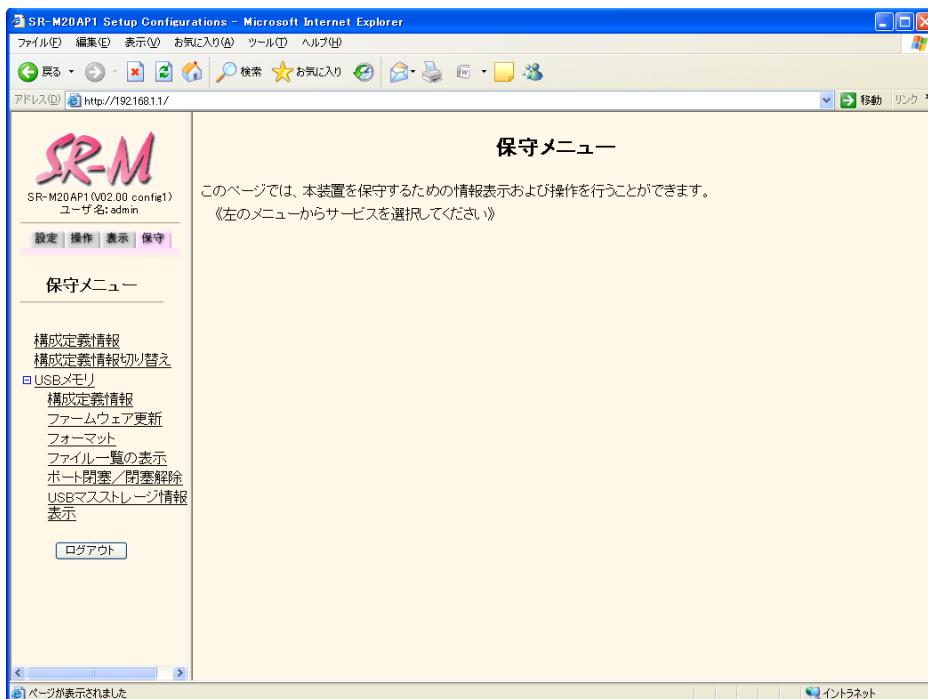 SR-M20AP1 Setup Configurations - Microsoft Internet Explorer
ファイル(F) 編集(E) 表示(V) お気に入り(A) ツール(T) ヘルプ(H)
戻る 検索 お気に入り
アドレス(D) http://192.168.1.1/ 移動 リンク
SR-M
SR-M20AP1(V02.00 config1)
ユーザ名:admin
設定 操作 表示 保守
保守メニュー
構成定義情報
構成定義情報切り替え
USBメモリ
構成定義情報
ファームウェア更新
フォーマット
ファイル一覧の表示
ポート閉塞/閉塞解除
USBマスストレージ情報
表示
ログアウト
保守メニュー
このページでは、本装置を保守するための情報表示および操作を行うことができます。
《左のメニューからサービスを選択してください》
ページが表示されました イントラネット